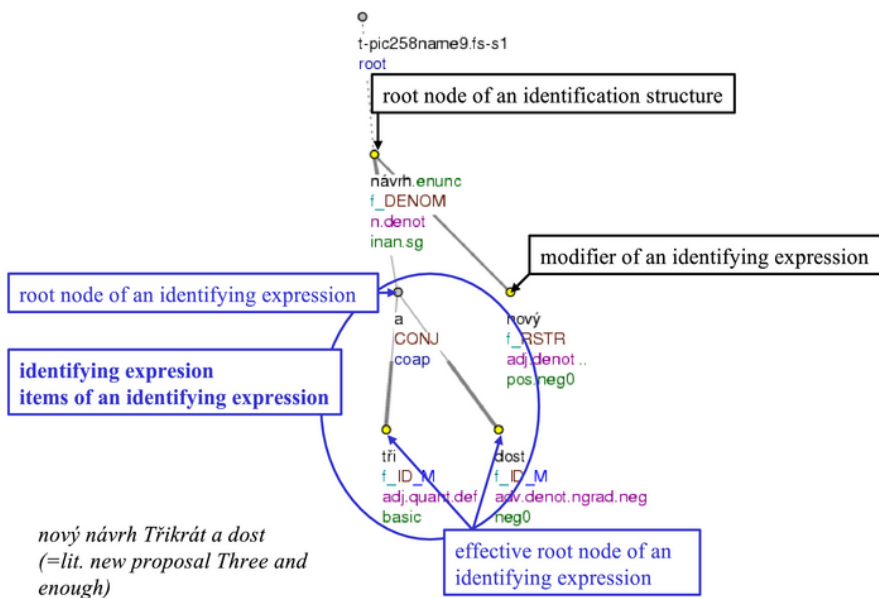 t-pic258name9.fs-s1
root
root node of an identification structure
návrh.enunc
f_DENOM
n.denot
inan.sg
modifier of an identifying expression
root node of an identifying expression
a
CONJ
coap
nový
f_RSTR
adj.denot ..
pos.neg0
identifying expresion
items of an identifying expression
tři
f_ID_M
adj.quant.def
basic
dost
f_ID_M
adv.denot.ngrad.neg
neg0
nový návrh Třikrát a dost
(=lit. new proposal Three and
enough)
effective root node of an
identifying expression